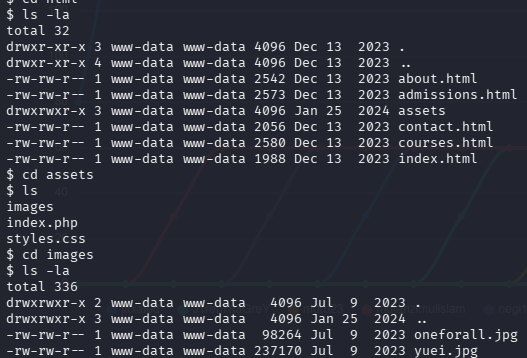 $ cd html
$ ls -la
total 32
drwxr-xr-x 3 www-data www-data 4096 Dec 13  2023 .
drwxr-xr-x 4 www-data www-data 4096 Dec 13  2023 ..
-rw-rw-r-- 1 www-data www-data 2542 Dec 13  2023 about.html
-rw-rw-r-- 1 www-data www-data 2573 Dec 13  2023 admissions.html
drwxrwxr-x 3 www-data www-data 4096 Jan 25  2024 assets
-rw-rw-r-- 1 www-data www-data 2056 Dec 13  2023 contact.html
-rw-rw-r-- 1 www-data www-data 2580 Dec 13  2023 courses.html
-rw-rw-r-- 1 www-data www-data 1988 Dec 13  2023 index.html
$ cd assets
$ ls
images
index.php
styles.css
$ cd images
$ ls -la
total 336
drwxrwxr-x 2 www-data www-data   4096 Jul  9  2023 .
drwxrwxr-x 3 www-data www-data   4096 Jan 25  2024 ..
-rw-rw-r-- 1 www-data www-data  98264 Jul  9  2023 oneforall.jpg
-rw-rw-r-- 1 www-data www-data 237170 Jul  9  2023 yuei.jpg